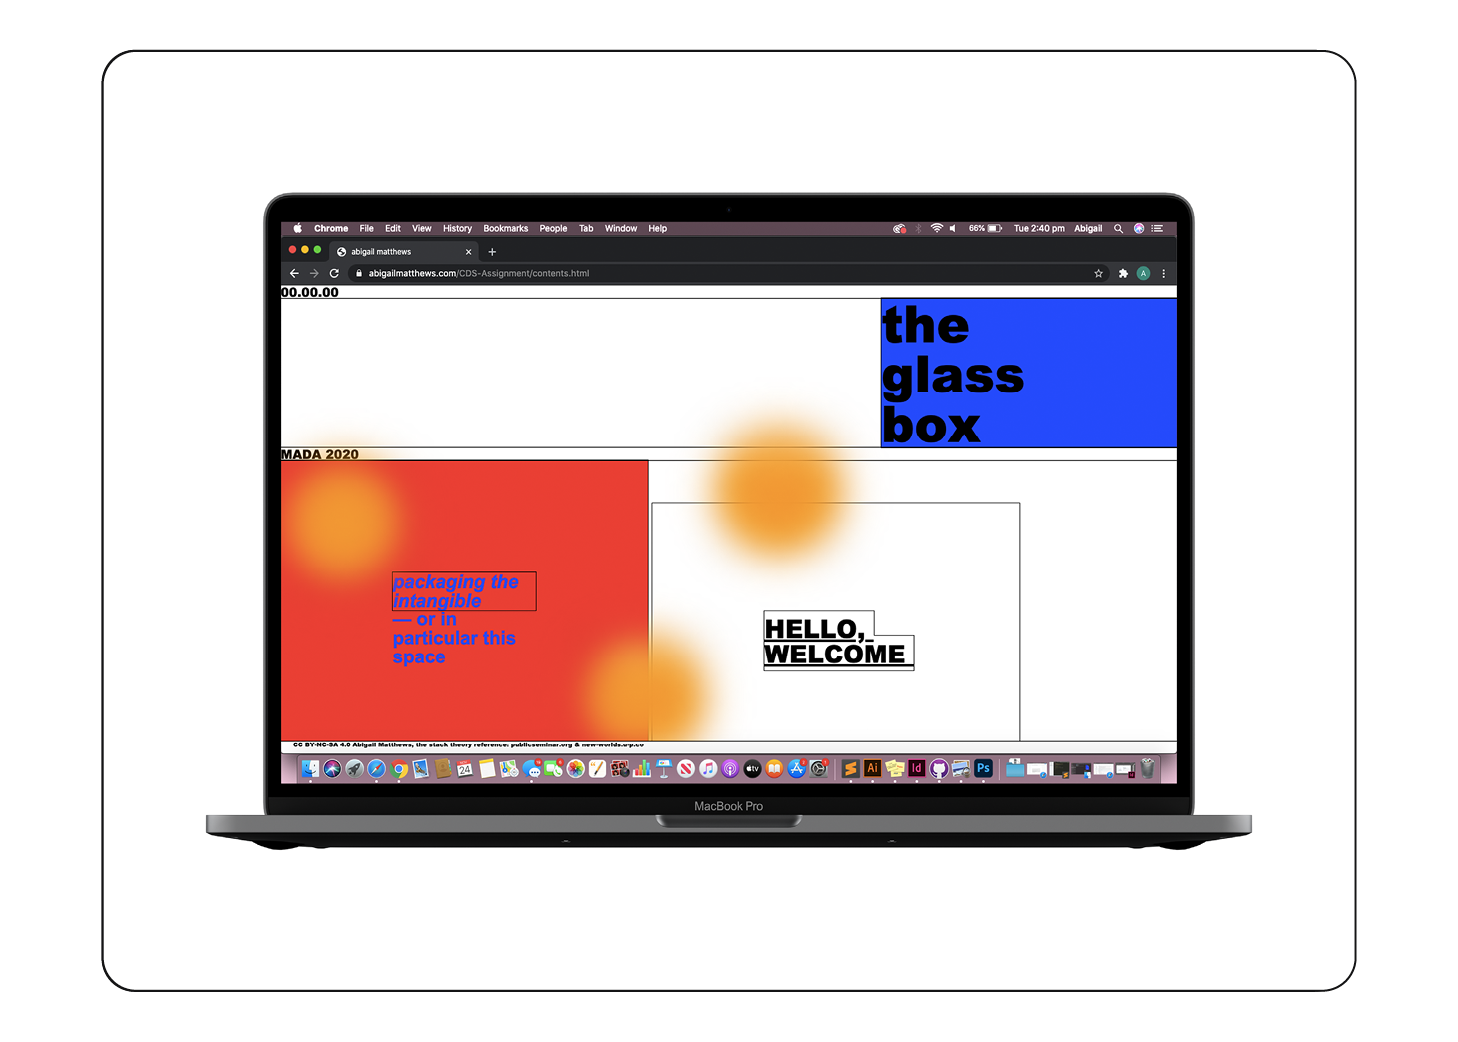 Chrome File Edit View History Bookmarks People Tab Window Help 66% Tue 2:40 pm Abigail
abigail matthews
abigailmatthews.com/CDS-Assignment/contents.html
A
00.00.00
the
glass
box
MADA 2020
packaging the
intangible
— or in
particular this
space
HELLO,
WELCOME
CC BY-NC-SA 4.0 Abigail Matthews, the stack theory reference: publicseminar.org & new-worlds
24 tv Ai Id Ps
MacBook Pro